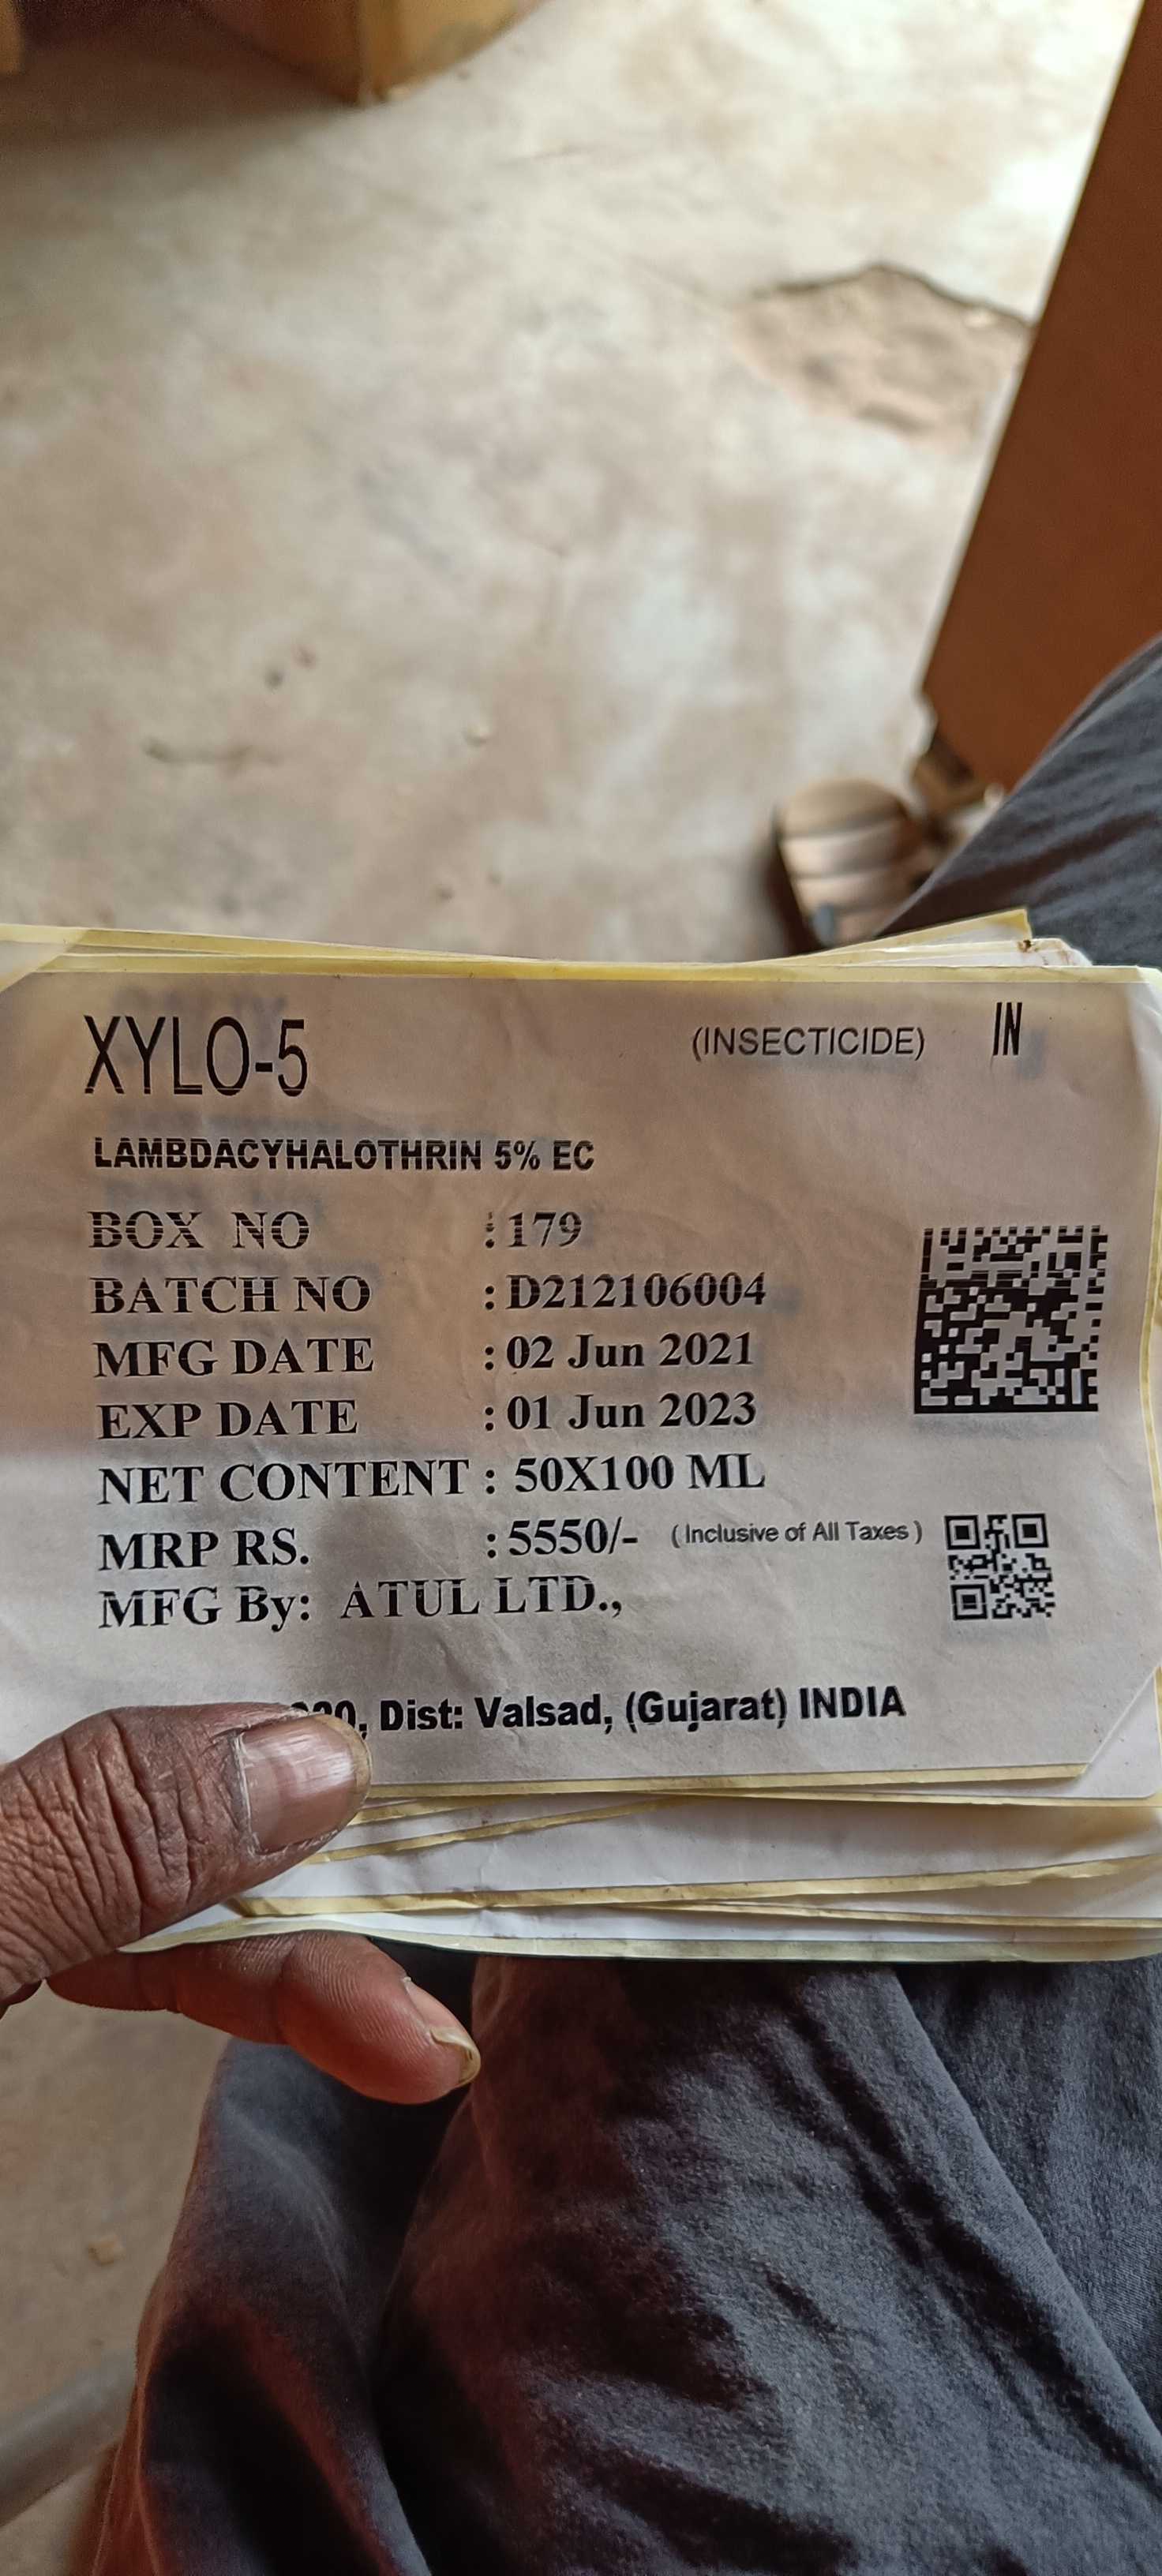 XYLO-5 (INSECTICIDE) IN
LAMBDACYHALOTHRIN 5% EC
BOX NO : 179
BATCH NO : D212106004
MFG DATE : 02 Jun 2021
EXP DATE : 01 Jun 2023
NET CONTENT : 50X100 ML
MRP RS. : 5550/- (Inclusive of All Taxes)
MFG By: ATUL LTD.,
Dist: Valsad, (Gujarat) INDIA